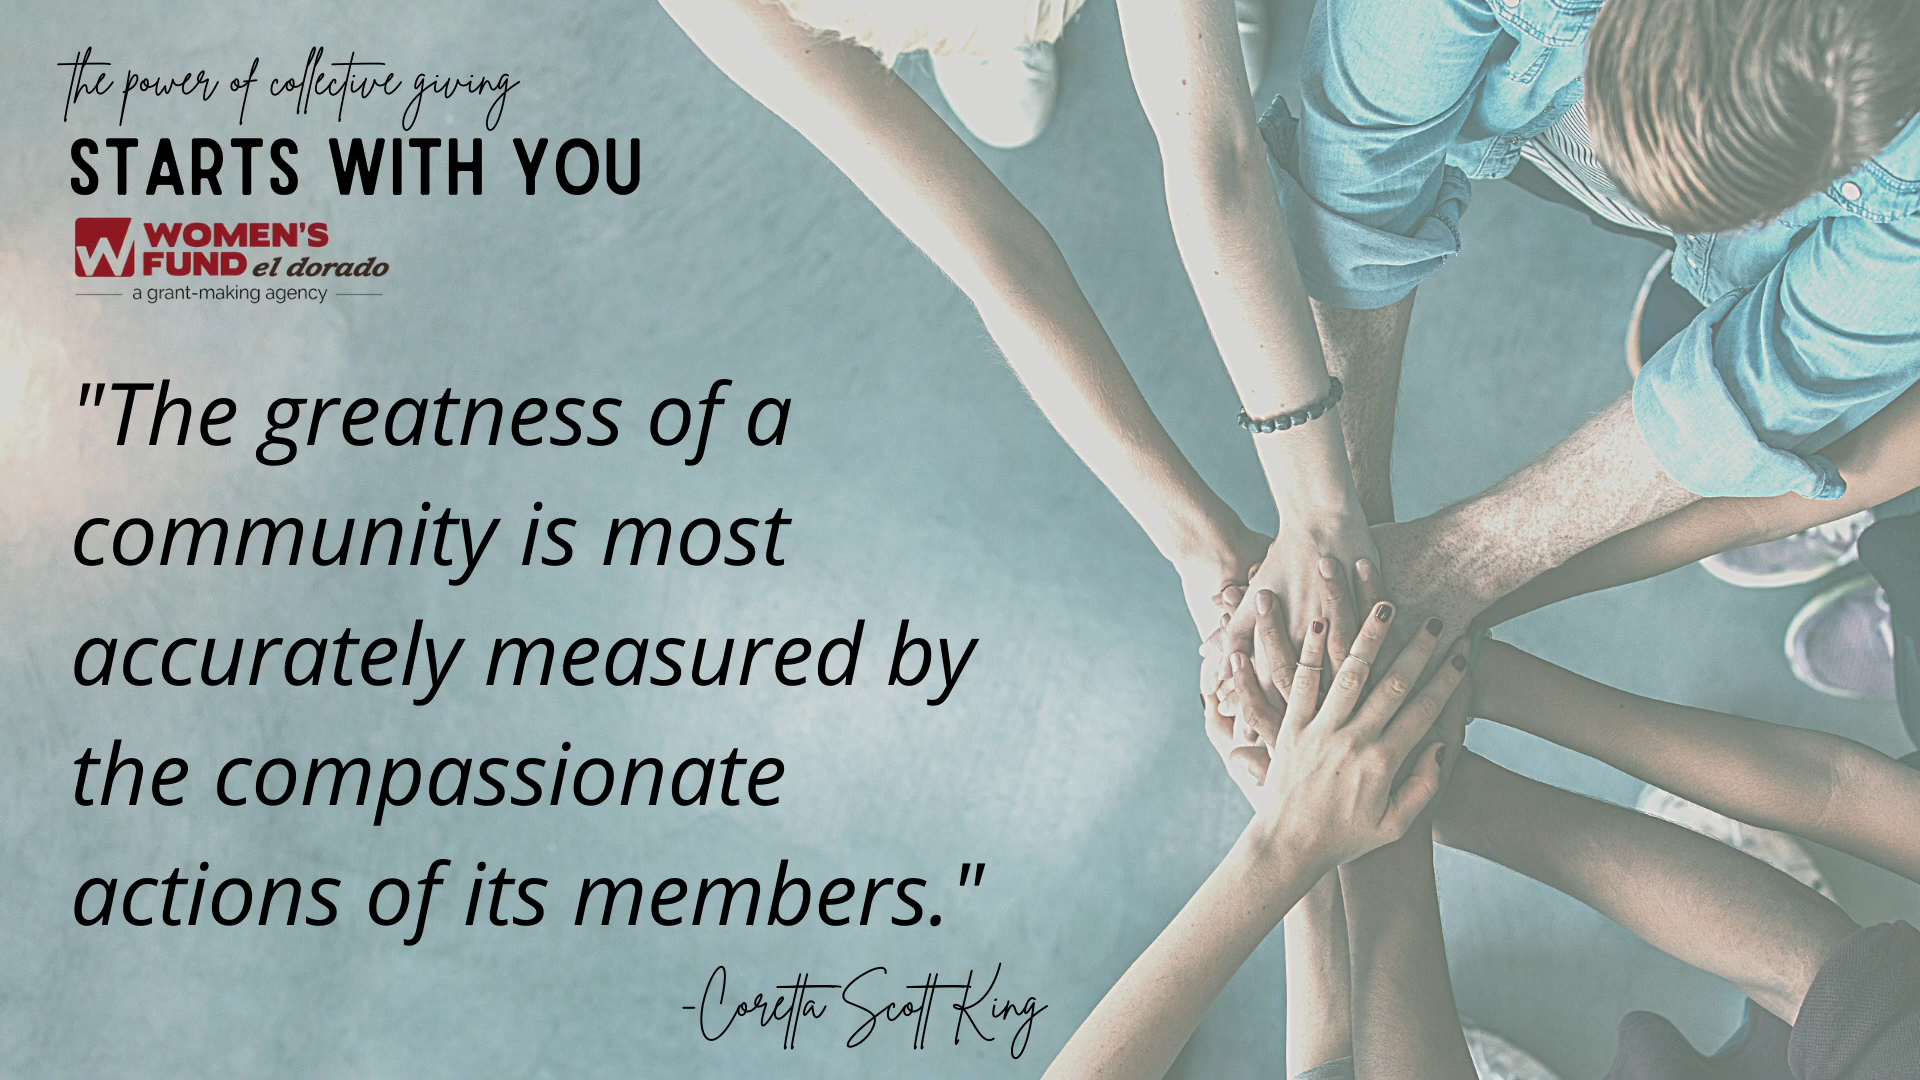 the power of collective giving
STARTS WITH YOU
W WOMEN'S
FUND el dorado
a grant-making agency
"The greatness of a
community is most
accurately measured by
the compassionate
actions of its members."
-Coretta Scott King